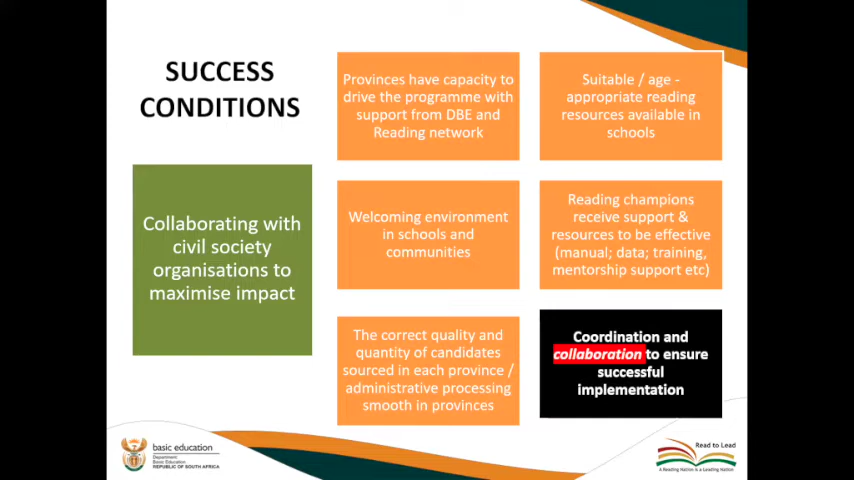 SUCCESS
CONDITIONS
Collaborating with
civil society
organisations to
maximise impact
Provinces have capacity to
drive the programme with
support from DBE and
Reading network
Suitable / age -
appropriate reading
resources available in
schools
Welcoming environment
in schools and
communities
Reading champions
receive support &
resources to be effective
(manual; data; training,
mentorship support etc)
The correct quality and
quantity of candidates
sourced in each province /
administrative processing
smooth in provinces
Coordination and
collaboration to ensure
successful
implementation
basic education
Department:
Basic Education
REPUBLIC OF SOUTH AFRICA
Read to Lead
A Reading Nation is a Leading Nation